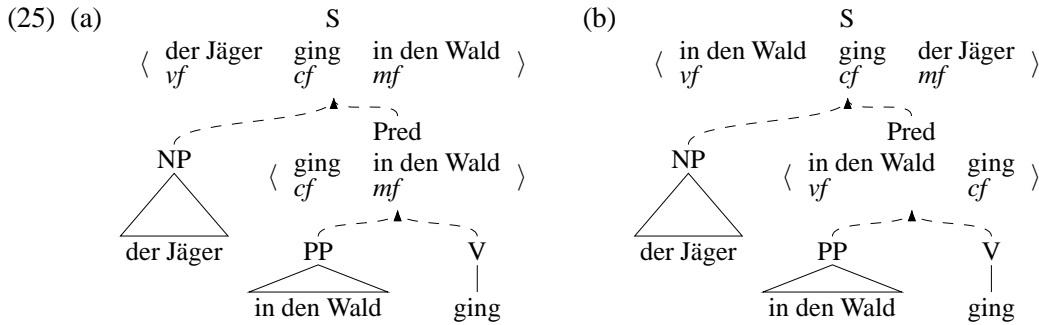 (25) (a) S (b) S
⟨ der Jäger ging in den Wald ⟩ ⟨ in den Wald ging der Jäger ⟩
vf cf mf vf cf mf
Pred Pred
NP NP
⟨ ging in den Wald ⟩ ⟨ in den Wald ging ⟩
cf mf vf cf
der Jäger PP V der Jäger PP V
in den Wald ging in den Wald ging